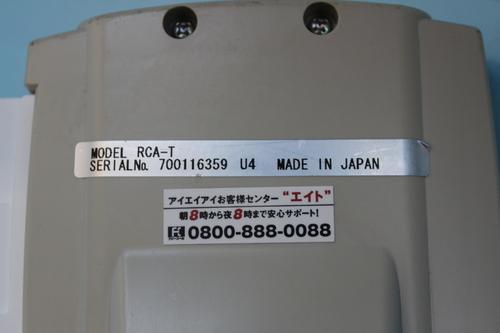 MODEL RCA-T
SERIALNo. 700116359 U4 MADE IN JAPAN
アイエイアイお客様センター “エイト”
朝8時から夜8時まで安心サポート!
0800-888-0088